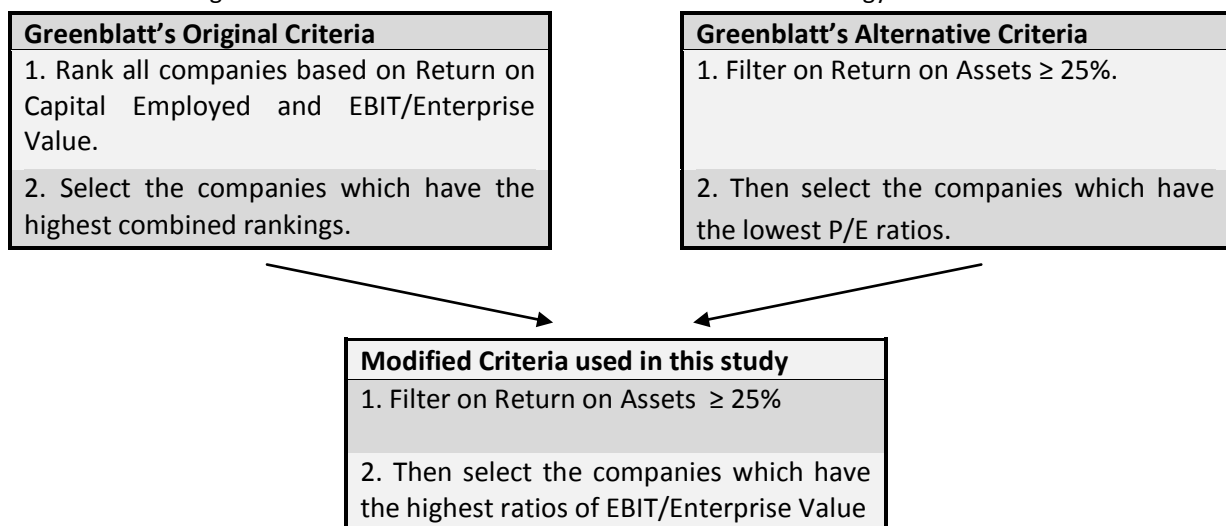 Greenblatt's Original Criteria
1. Rank all companies based on Return on
Capital Employed and EBIT/Enterprise
Value.
2. Select the companies which have the
highest combined rankings.
Greenblatt's Alternative Criteria
1. Filter on Return on Assets ≥ 25%.
2. Then select the companies which have
the lowest P/E ratios.
Modified Criteria used in this study
1. Filter on Return on Assets ≥ 25%
2. Then select the companies which have
the highest ratios of EBIT/Enterprise Value